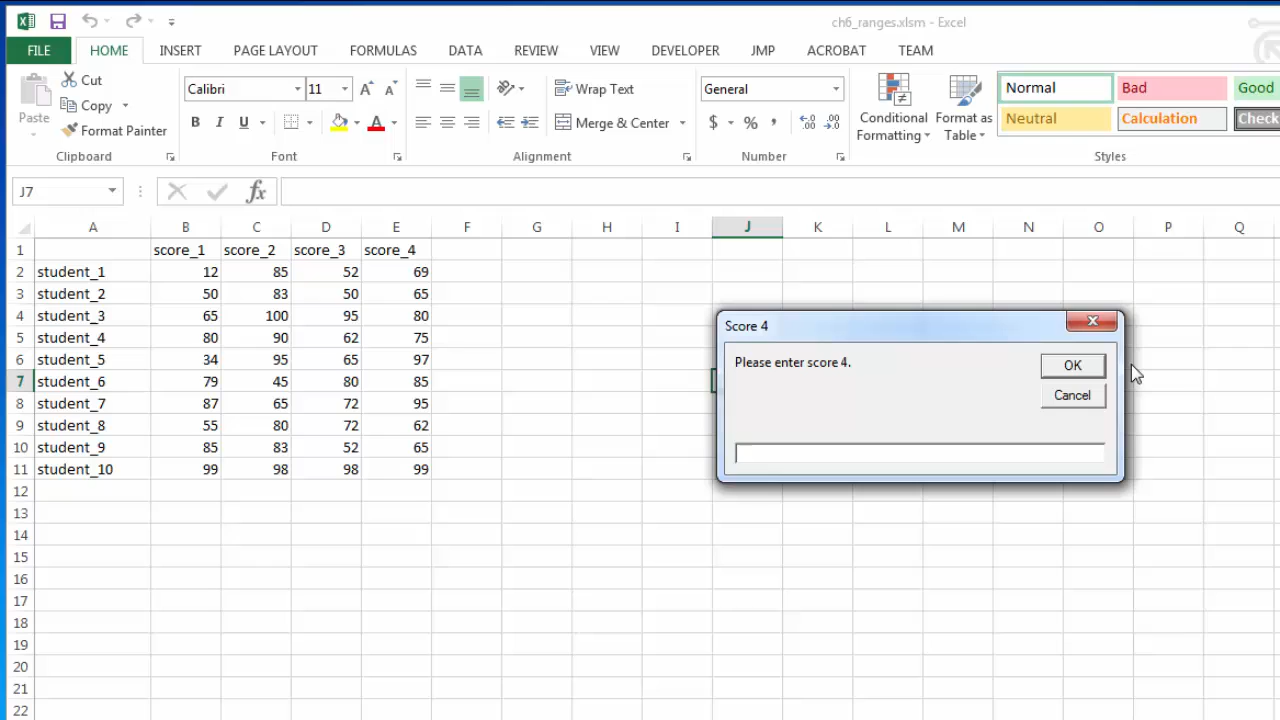 ch6_ranges.xlsm - Excel
FILE HOME INSERT PAGE LAYOUT FORMULAS DATA REVIEW VIEW DEVELOPER JMP ACROBAT TEAM
Paste
Cut
Copy
Format Painter
Clipboard
Calibri 11
B I U A
Font
Wrap Text
Merge & Center
Alignment
General
$ % ,
Number
Conditional Formatting
Format as Table
Normal Bad Good
Neutral Calculation Check
Styles
J7 fx
A B C D E F G H I J K L M N O P Q
1 score_1 score_2 score_3 score_4
2 student_1 12 85 52 69
3 student_2 50 83 50 65
4 student_3 65 100 95 80
5 student_4 80 90 62 75
6 student_5 34 95 65 97
7 student_6 79 45 80 85
8 student_7 87 65 72 95
9 student_8 55 80 72 62
10 student_9 85 83 52 65
11 student_10 99 98 98 99
12
13
14
15
16
17
18
19
20
21
22
Score 4
Please enter score 4.
OK
Cancel